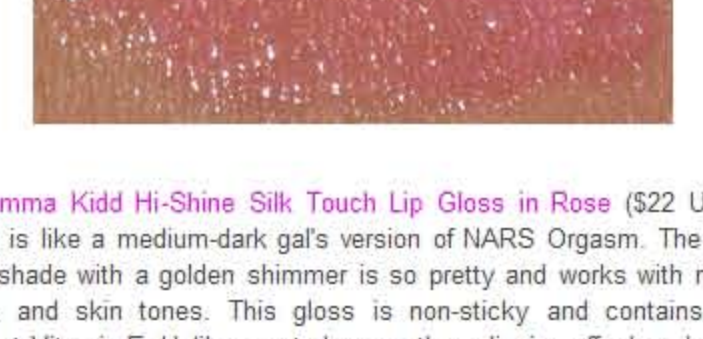 mma Kidd Hi-Shine Silk Touch Lip Gloss in Rose ($22 U
is like a medium-dark gal's version of NARS Orgasm. The
shade with a golden shimmer is so pretty and works with
and skin tones. This gloss is non-sticky and contains